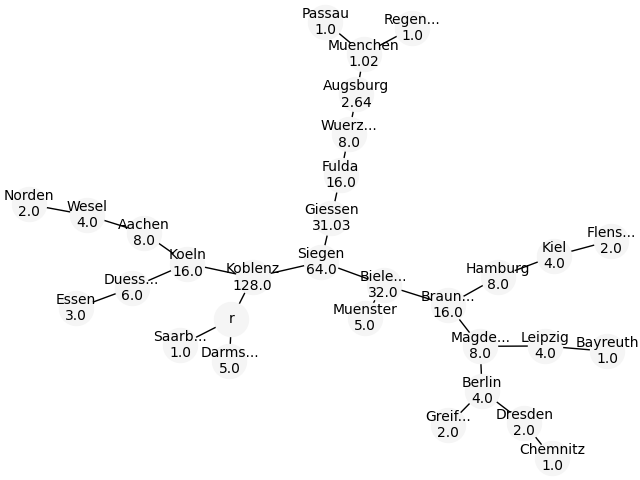 Passau
1.0
Regen...
1.0
Muenchen
1.02
Augsburg
2.64
Wuerz...
8.0
Fulda
16.0
Giessen
31.03
Siegen
64.0
Norden
2.0
Wesel
4.0
Aachen
8.0
Koeln
16.0
Duess...
6.0
Essen
3.0
Koblenz
128.0
r
Saarb...
1.0
Darms...
5.0
Biele...
32.0
Muenster
5.0
Braun...
16.0
Hamburg
8.0
Kiel
4.0
Flens...
2.0
Magde...
8.0
Leipzig
4.0
Bayreuth
1.0
Berlin
4.0
Greif...
2.0
Dresden
2.0
Chemnitz
1.0